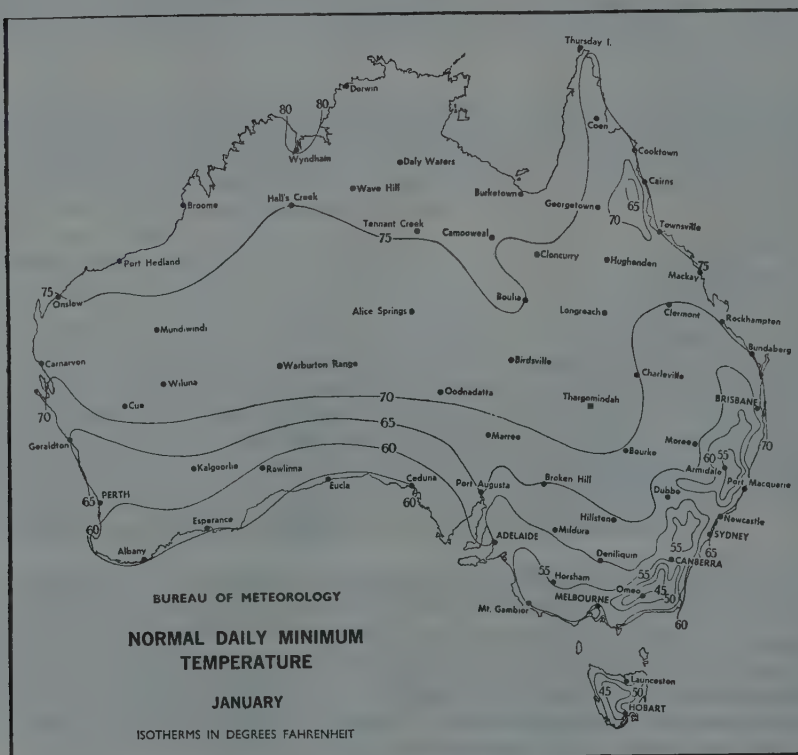 Thursday I.
Darwin
80 80
Coen
Wyndham
Daly Waters
Cooktown
Cairns
Wave Hill
Burketown
65
Broome
Hall's Creek
Georgetown
70
Tennant Creek
Camooweal
Townsville
75
Cloncurry
Hughenden
Port Hedland
Mackay
75
75
Onslow
Boulia
Clermont
Alice Springs
Longreach
Rockhampton
Mundiwindi
Bundaberg
Carnarvon
Warburton Range
Birdsville
Charleville
Wiluna
Oodnadatta
70
Cue
Thargomindah
BRISBANE
70
65
Marree
Moree
70
Geraldton
60
Bourke
60
55
Kalgoorlie
Rawlinna
Armidale
Ceduna
Port Augusta
Broken Hill
Port Macquarie
Eucla
65
PERTH
60
Dubbo
Newcastle
60
Esperance
Hillston
Mildura
SYDNEY
ADELAIDE
65
Albany
Deniliquin
55
CANBERRA
55
Horsham
55
45
Omeo
50
BUREAU OF METEOROLOGY
MELBOURNE
Mt. Gambier
60
NORMAL DAILY MINIMUM
TEMPERATURE
Launceston
45
50
JANUARY
HOBART
ISOTHERMS IN DEGREES FAHRENHEIT